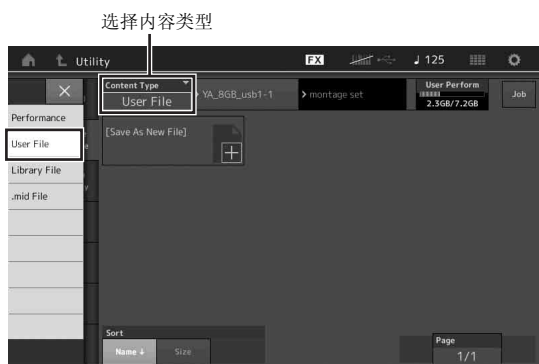 选择内容类型
Utility
FX
125
Content Type
User File
YA_8GB_usb1-1
montage set
User Perform
2.3GB/7.2GB
Job
Performance
User File
Library File
.mid File
[Save As New File]
Sort
Name
Size
Page
1/1